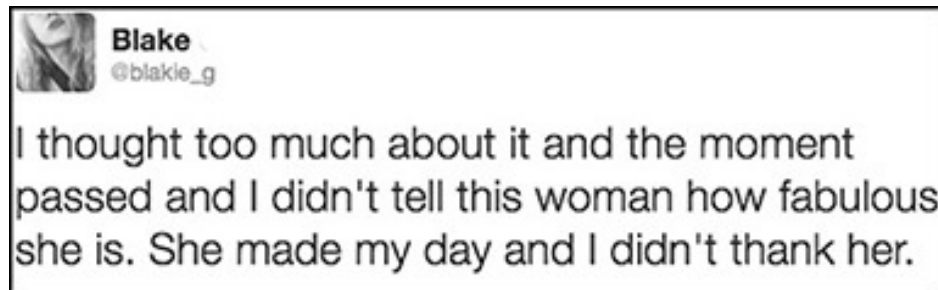 Blake
@blakie_g
I thought too much about it and the moment
passed and I didn't tell this woman how fabulous
she is. She made my day and I didn't thank her.